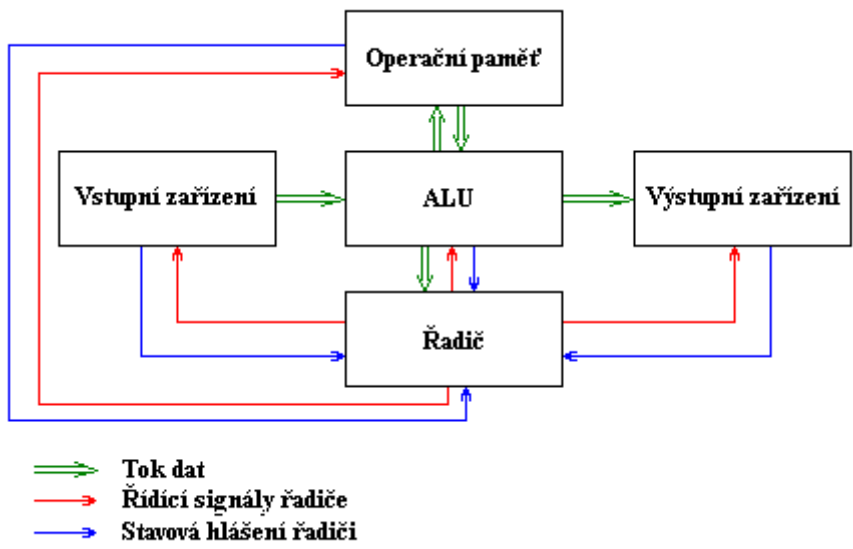 Operační paměť
Vstupní zařízení
ALU
Výstupní zařízení
Řadič
Tok dat
Řídící signály řadiče
Stavová hlášení řadiči